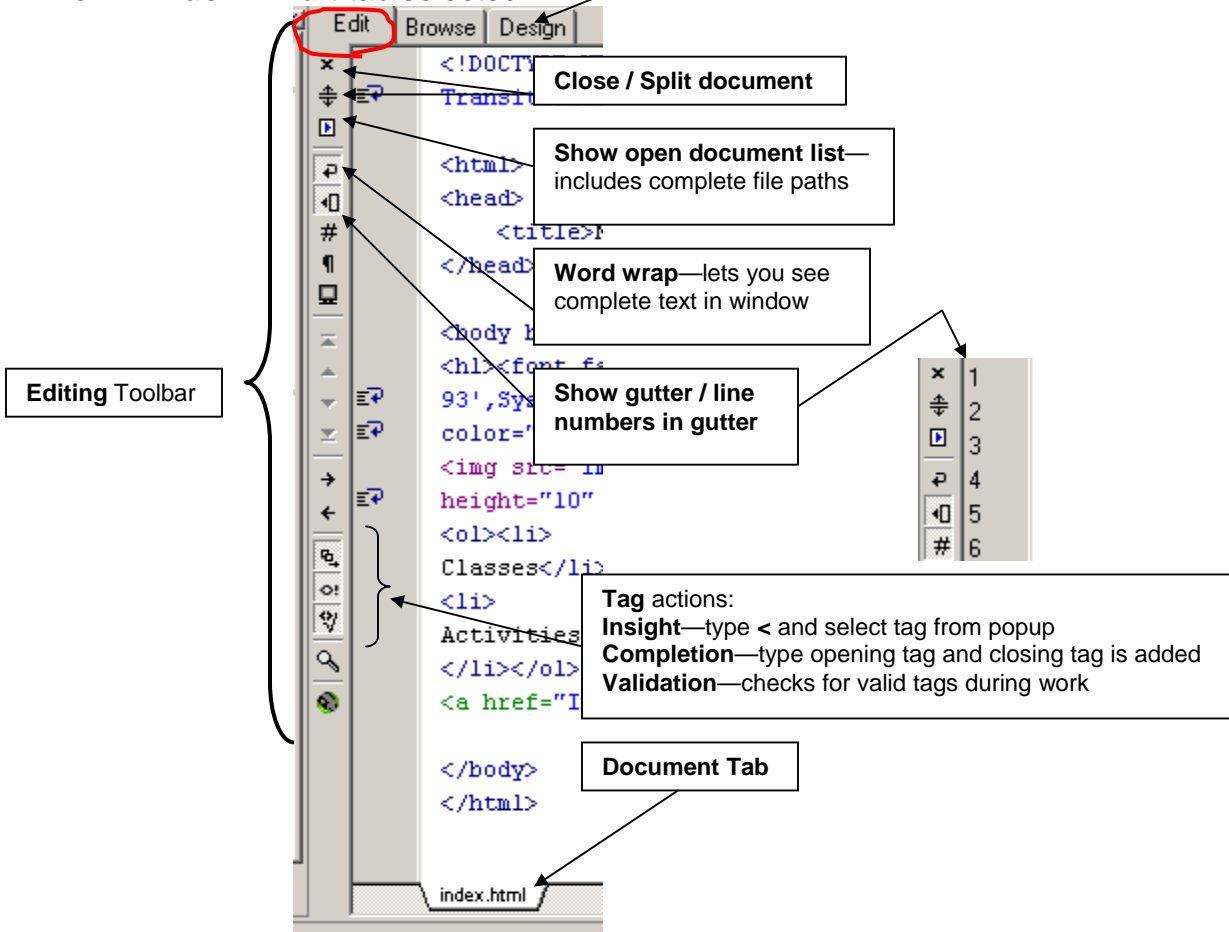 Edit Browse Design
<!DOCTY
Transit
<html>
<head>
<title>
</head>
<body
<h1><font
93',Sys
color="
<img src=
height="10"
<ol><li>
Classes</li>
<li>
Activities
</li></ol>
<a href="I
</body>
</html>
index.html
Close / Split document
Show open document list—
includes complete file paths
Word wrap—lets you see
complete text in window
Show gutter / line
numbers in gutter
Editing Toolbar
1
2
3
4
5
6
Tag actions:
Insight—type < and select tag from popup
Completion—type opening tag and closing tag is added
Validation—checks for valid tags during work
Document Tab